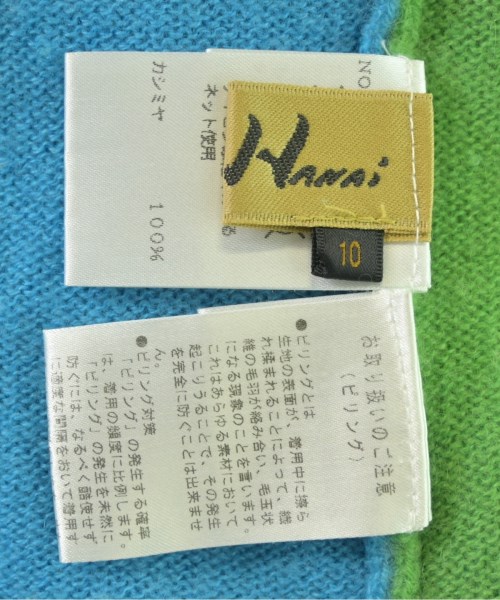 NO
ネット使用
カシミヤ 100%
HANAi
10
お取り扱いのご注意
(ピリング)
●ピリングとは
生地の表面が、着用中に擦ら
れ揉まれることによって、繊
維の毛羽が絡み合い、毛玉状
になる現象のことを言います。
これはあらゆる素材において
起こりうることで、その発生
を完全に防ぐことは出来ませ
ん。
●ピリング対策
「ピリング」の発生する確率
は、着用の頻度に比例します。
「ピリング」の発生を未然に
防ぐには、なるべく酷使せず
に適度な間隔をおいて着用す